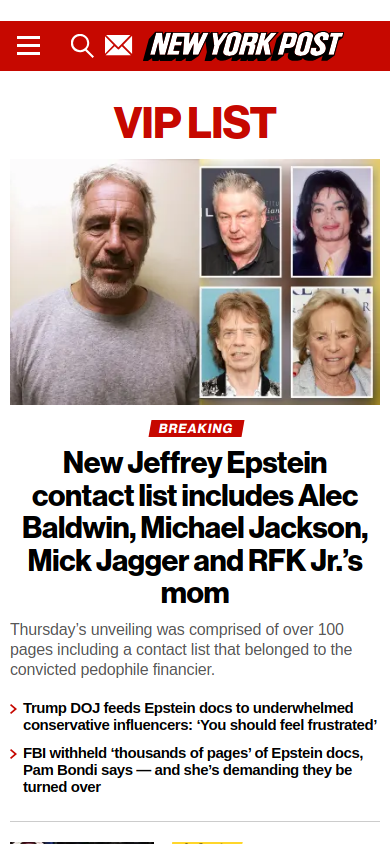 NEW YORK POST
VIP LIST
BREAKING
New Jeffrey Epstein
contact list includes Alec
Baldwin, Michael Jackson,
Mick Jagger and RFK Jr.’s
mom
Thursday’s unveiling was comprised of over 100
pages including a contact list that belonged to the
convicted pedophile financier.
Trump DOJ feeds Epstein docs to underwhelmed
conservative influencers: ‘You should feel frustrated’
FBI withheld ‘thousands of pages’ of Epstein docs,
Pam Bondi says — and she’s demanding they be
turned over